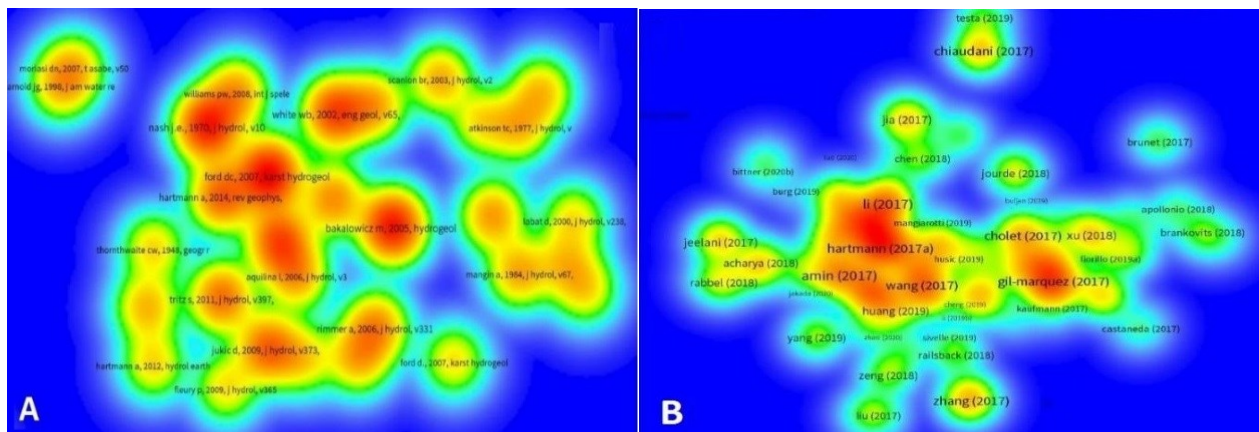 moriasi dn, 2007, t asabe, v50
arnold jg, 1998, j am water re
williams pw, 2008, int j spele
nash j.e., 1970, j hydrol, v10
white wb, 2002, eng geol, v65,
scanlon br, 2003, j hydrol, v2
atkinson tc, 1977, j hydrol, v
ford dc, 2007, karst hydrogeol
hartmann a, 2014, rev geophys,
bakalowicz m, 2005, hydrogeol
labat d, 2000, j hydrol, v238,
thornthwaite cw, 1948, geogr r
aquilina l, 2006, j hydrol, v3
mangin a, 1984, j hydrol, v67,
tritz s, 2011, j hydrol, v397,
rimmer a, 2006, j hydrol, v331
jukic d, 2009, j hydrol, v373,
hartmann a, 2012, hydrol earth
ford d., 2007, karst hydrogeol
fleury p, 2009, j hydrol, v365
A
testa (2019)
chiaudani (2017)
jia (2017)
brunet (2017)
chen (2018)
bittner (2020b)
jourde (2018)
burg (2019)
li (2017)
apollonio (2018)
mangiarotti (2019)
jeelani (2017)
cholet (2017)
xu (2018)
brankovits (2018)
hartmann (2017a)
acharya (2018)
husic (2019)
fiorillo (2019a)
rabbel (2018)
amin (2017)
wang (2017)
gil-marquez (2017)
cheng (2019)
huang (2019)
kaufmann (2017)
castaneda (2017)
yang (2019)
sivelle (2019)
railsback (2018)
zeng (2018)
zhang (2017)
liu (2017)
B